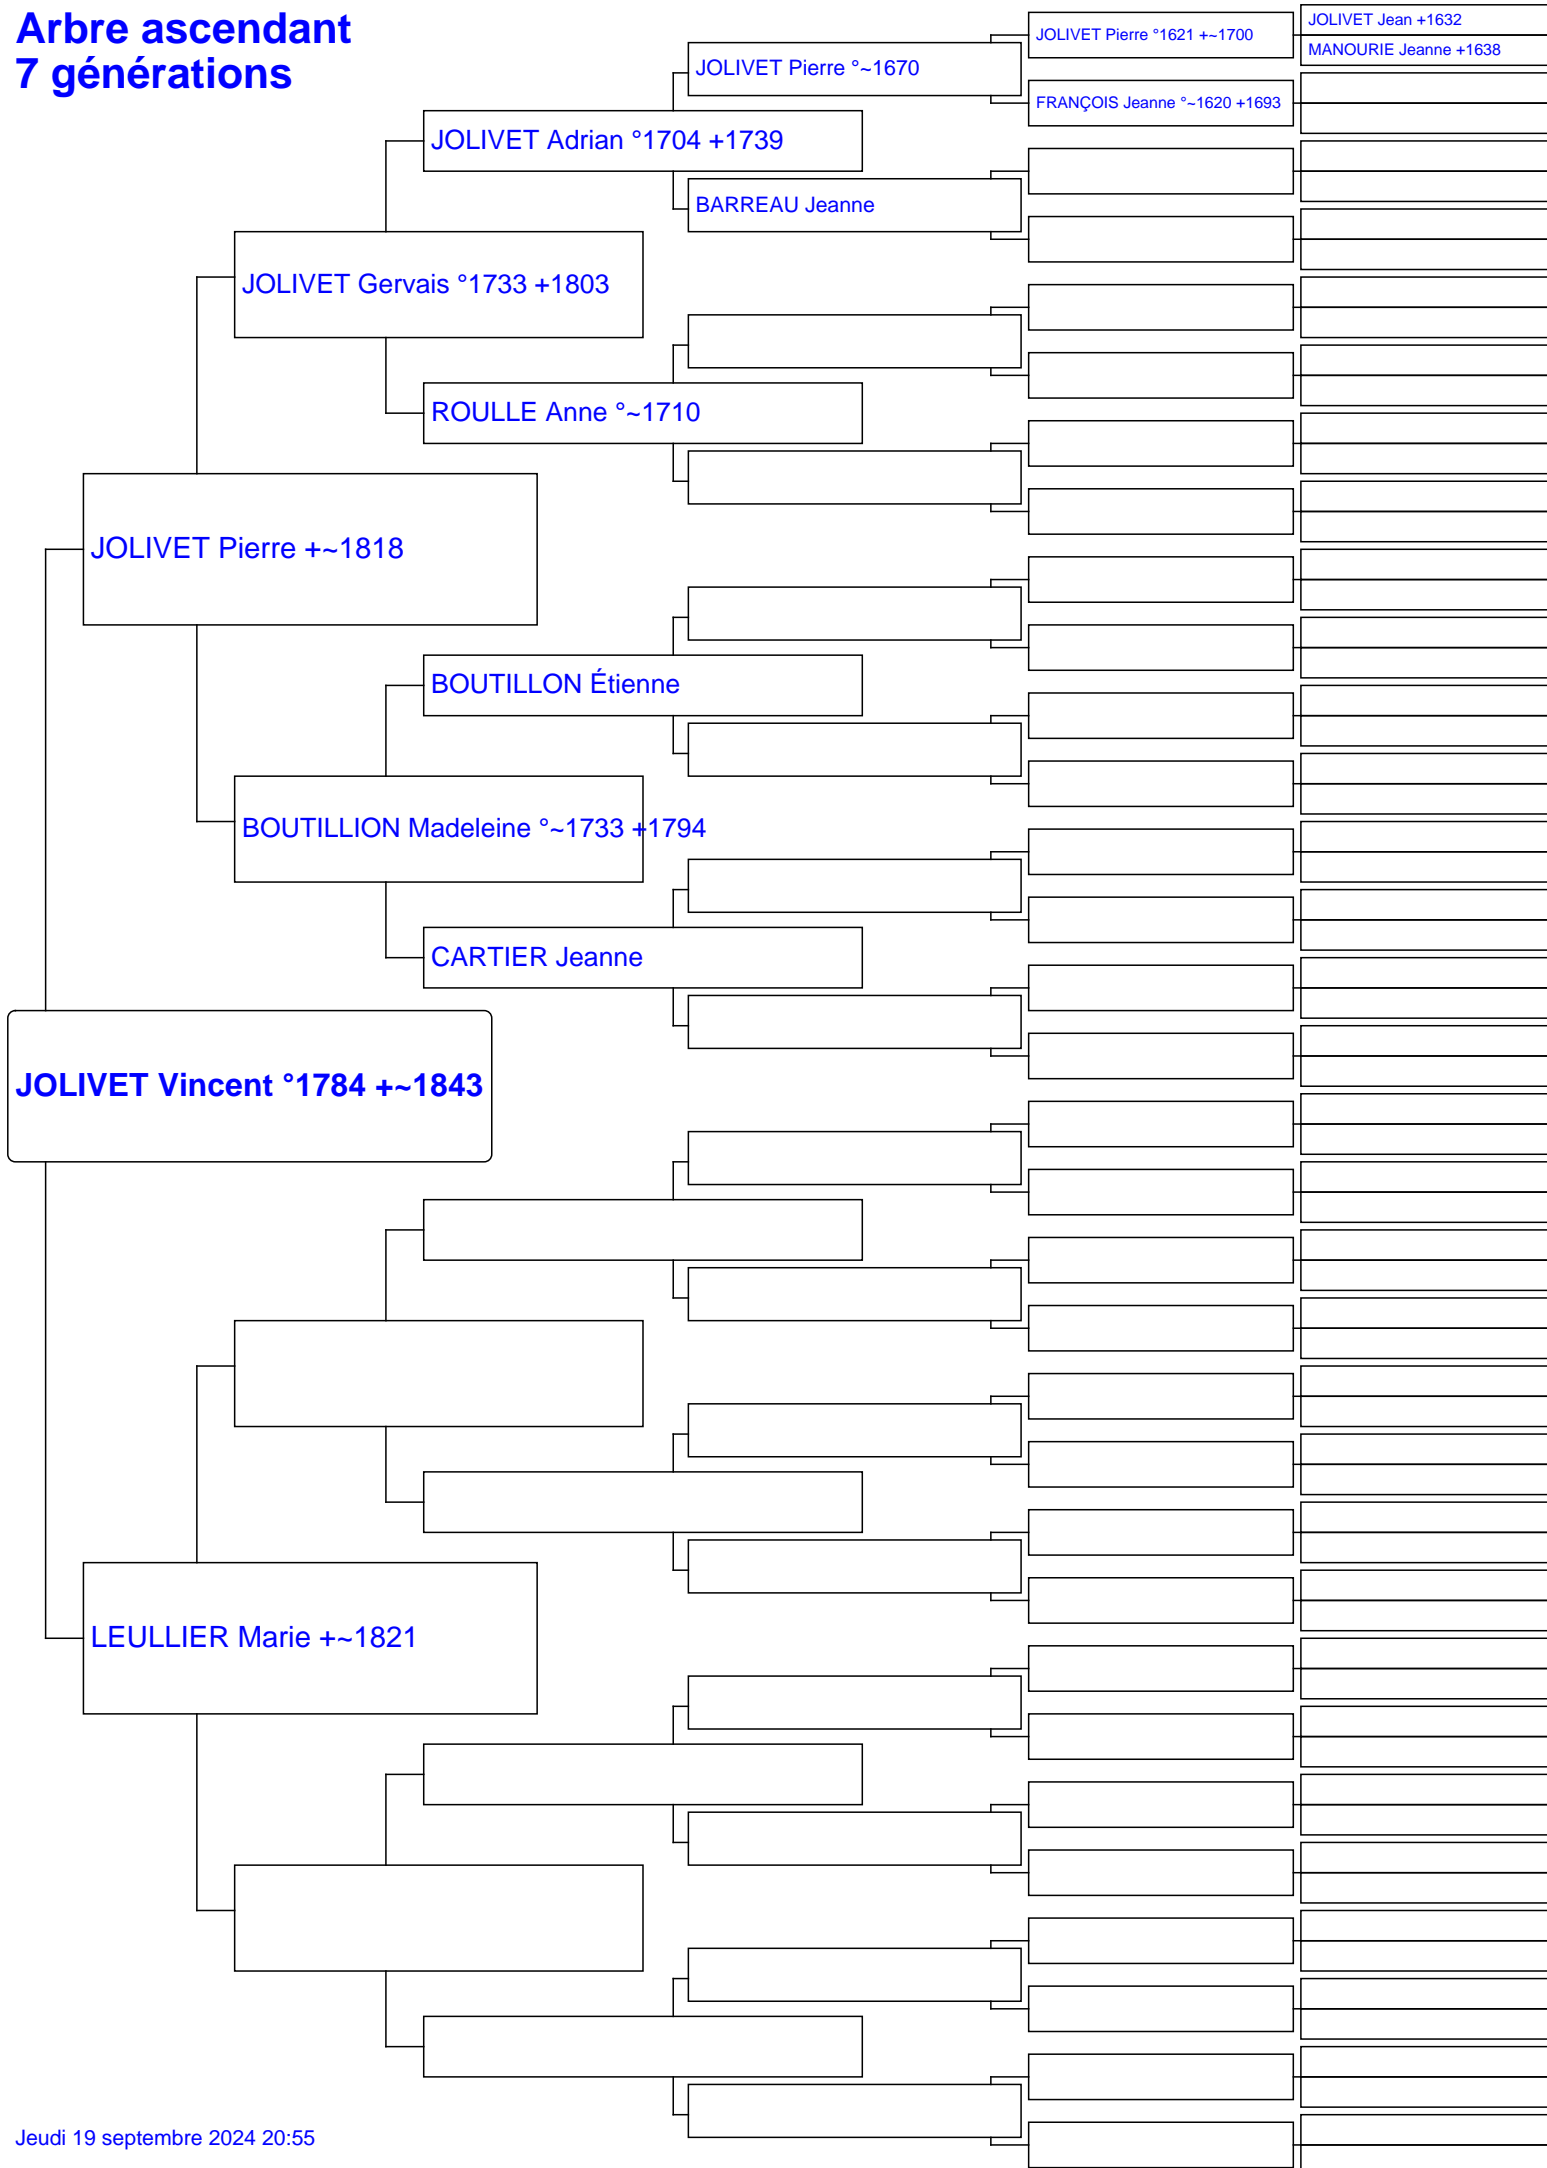 Arbre ascendant
7 générations
JOLIVET Jean +1632
JOLIVET Pierre °1621 +~1700
MANOURIE Jeanne +1638
JOLIVET Pierre °~1670
FRANÇOIS Jeanne °~1620 +1693
JOLIVET Adrian °1704 +1739
BARREAU Jeanne
JOLIVET Gervais °1733 +1803
ROULLE Anne °~1710
JOLIVET Pierre +~1818
BOUTILLON Étienne
BOUTILLION Madeleine °~1733 +1794
CARTIER Jeanne
JOLIVET Vincent °1784 +~1843
LEULLIER Marie +~1821
Jeudi 19 septembre 2024 20:55